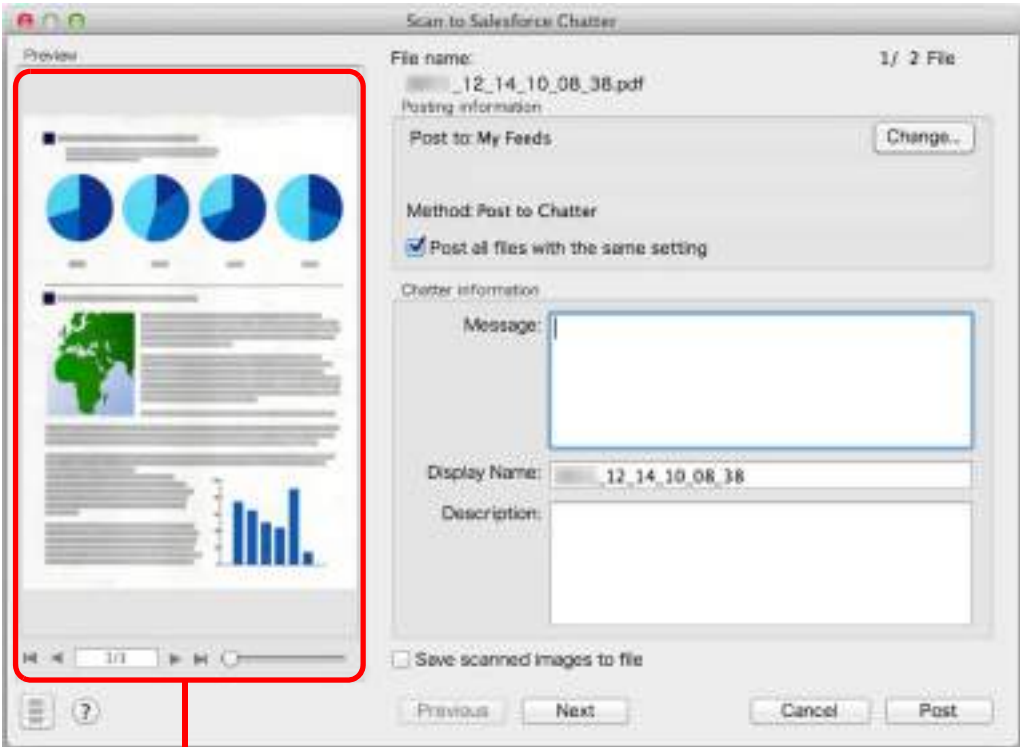 Scan to Salesforce Chatter
Preview
File name:
1/ 2 File
_12_14_10_08_38.pdf
Posting information
Post to: My Feeds
Change...
Method: Post to Chatter
Post all files with the same setting
Chatter information
Message:
Display Name:
_12_14_10_08_38
Description:
1/1
Save scanned images to file
?
Previous
Next
Cancel
Post